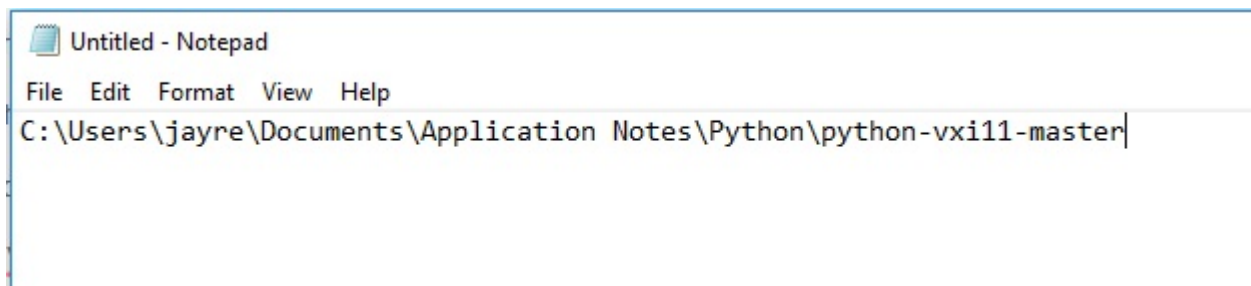 Untitled - Notepad
File Edit Format View Help
C:\Users\jayre\Documents\Application Notes\Python\python-vxi11-master